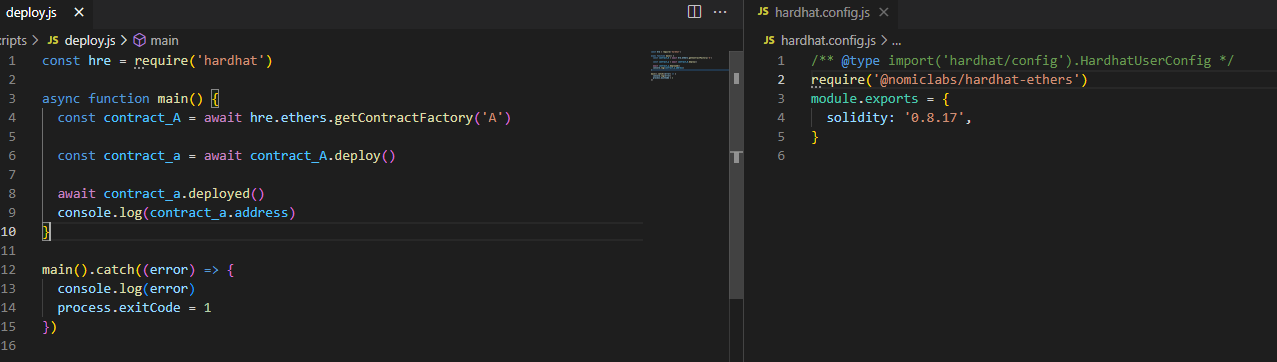 deploy.js
cripts > JS deploy.js > main
1 const hre = require('hardhat')
2
3 async function main() {
4   const contract_A = await hre.ethers.getContractFactory('A')
5
6   const contract_a = await contract_A.deploy()
7
8   await contract_a.deployed()
9   console.log(contract_a.address)
10 }
11
12 main().catch((error) => {
13   console.log(error)
14   process.exitCode = 1
15 })
16
JS hardhat.config.js
JS hardhat.config.js > ...
1 /** @type import('hardhat/config').HardhatUserConfig */
2 require('@nomiclabs/hardhat-ethers')
3 module.exports = {
4   solidity: '0.8.17',
5 }
6